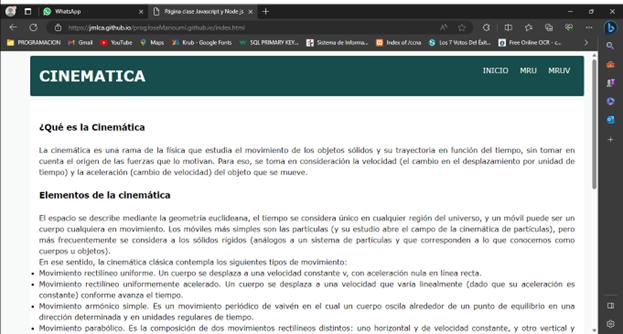 WhatsApp
Página clase Javascript y Node.js
https://jmlca.github.io/progJoseManoumi.github.io/index.html
PROGRAMACION Gmail YouTube Maps Krub - Google Fonts SQL PRIMARY KEY... Sistema de Informa... Index of /ccna Los 7 Votos Del Éxit... Free Online OCR - c...
CINEMATICA
INICIO MRU MRUV
¿Qué es la Cinemática
La cinemática es una rama de la física que estudia el movimiento de los objetos sólidos y su trayectoria en función del tiempo, sin tomar en
cuenta el origen de las fuerzas que lo motivan. Para eso, se toma en consideración la velocidad (el cambio en el desplazamiento por unidad de
tiempo) y la aceleración (cambio de velocidad) del objeto que se mueve.
Elementos de la cinemática
El espacio se describe mediante la geometría euclideana, el tiempo se considera único en cualquier región del universo, y un móvil puede ser un
cuerpo cualquiera en movimiento. Los móviles más simples son las partículas (y su estudio abre el campo de la cinemática de partículas), pero
más frecuentemente se considera a los sólidos rígidos (análogos a un sistema de partículas y que corresponden a lo que conocemos como
cuerpos u objetos).
En ese sentido, la cinemática clásica contempla los siguientes tipos de movimiento:
Movimiento rectilíneo uniforme. Un cuerpo se desplaza a una velocidad constante v, con aceleración nula en línea recta.
Movimiento rectilíneo uniformemente acelerado. Un cuerpo se desplaza a una velocidad que varía linealmente (dado que su aceleración es
constante) conforme avanza el tiempo.
Movimiento armónico simple. Es un movimiento periódico de vaivén en el cual un cuerpo oscila alrededor de un punto de equilibrio en una
dirección determinada y en unidades regulares de tiempo.
Movimiento parabólico. Es la composición de dos movimientos rectilíneos distintos: uno horizontal y de velocidad constante, y otro vertical y